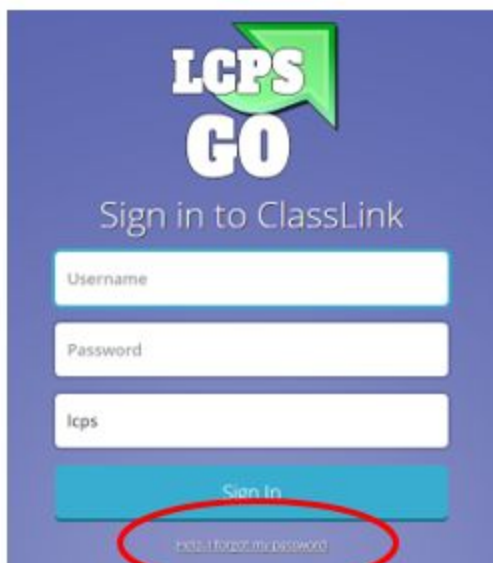 LCPS
GO
Sign in to ClassLink
Username
Password
lcps
Sign In
Help, I forgot my password